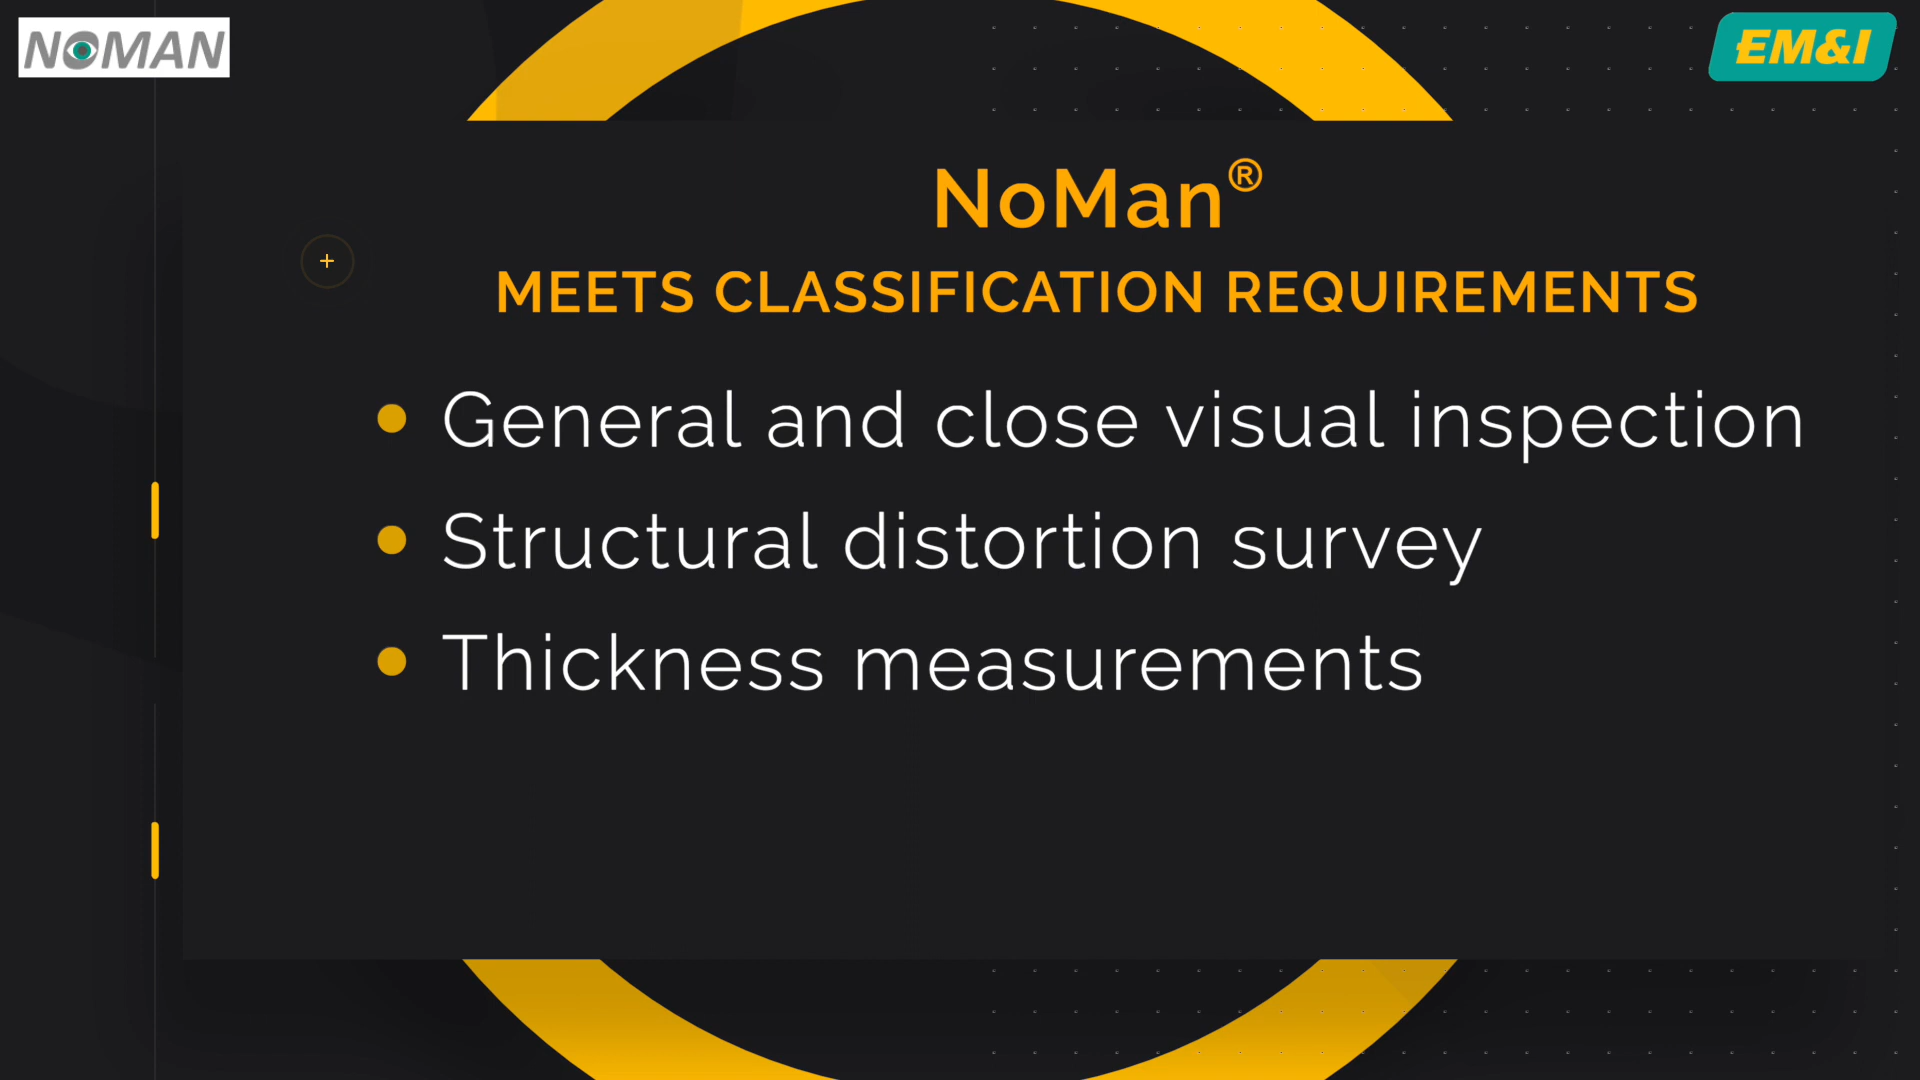 NOMAN
EM&I
NoMan®
MEETS CLASSIFICATION REQUIREMENTS
• General and close visual inspection
• Structural distortion survey
• Thickness measurements